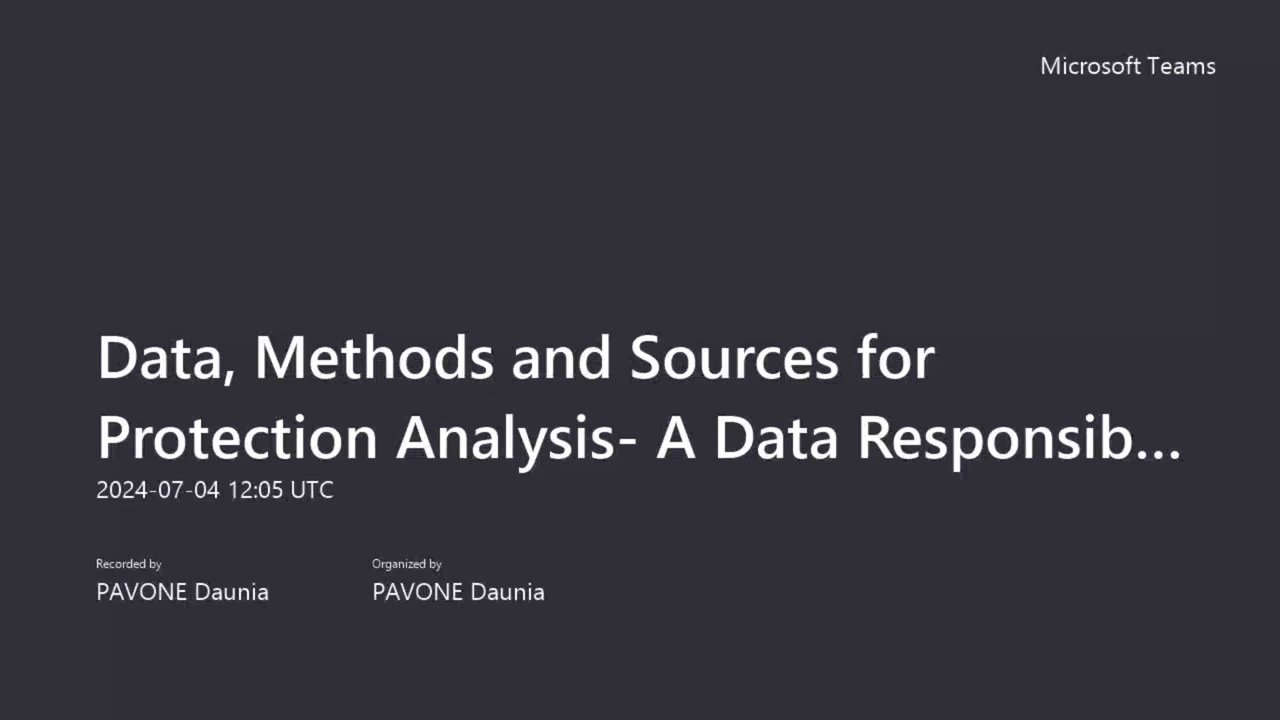 Microsoft Teams
Data, Methods and Sources for
Protection Analysis- A Data Responsib...
2024-07-04 12:05 UTC
Recorded by
Organized by
PAVONE Daunia
PAVONE Daunia